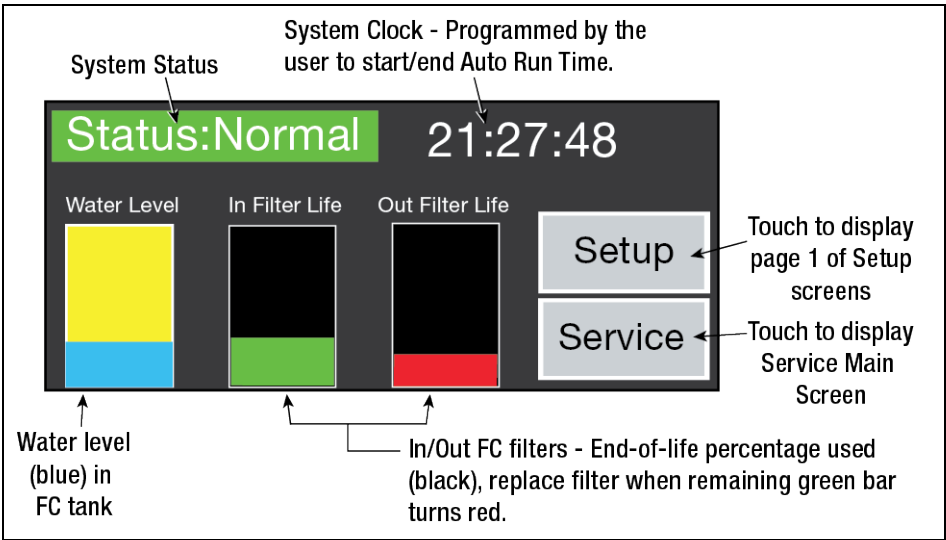 System Clock - Programmed by the
user to start/end Auto Run Time.
System Status
Status:Normal
21:27:48
Water Level
In Filter Life
Out Filter Life
Setup
Touch to display
page 1 of Setup
screens
Service
Touch to display
Service Main
Screen
Water level
(blue) in
FC tank
In/Out FC filters - End-of-life percentage used
(black), replace filter when remaining green bar
turns red.